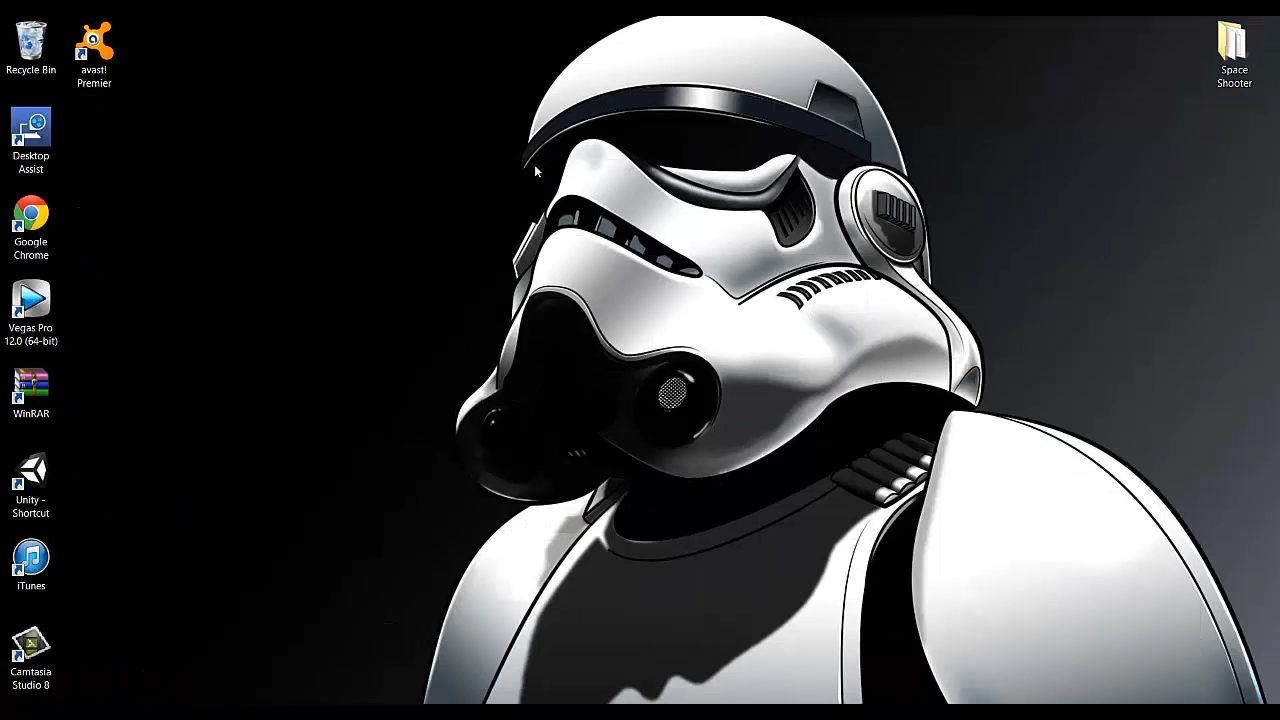 Recycle Bin
avast!
Premier
Desktop
Assist
Google
Chrome
Vegas Pro
12.0 (64-bit)
WinRAR
Unity -
Shortcut
iTunes
Camtasia
Studio 8
Space
Shooter